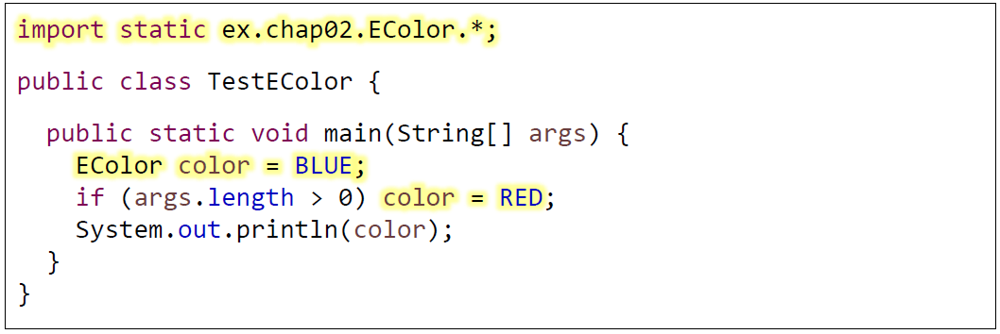 import static ex.chap02.EColor.*;
public class TestEColor {
public static void main(String[] args) {
EColor color = BLUE;
if (args.length > 0) color = RED;
System.out.println(color);
}
}